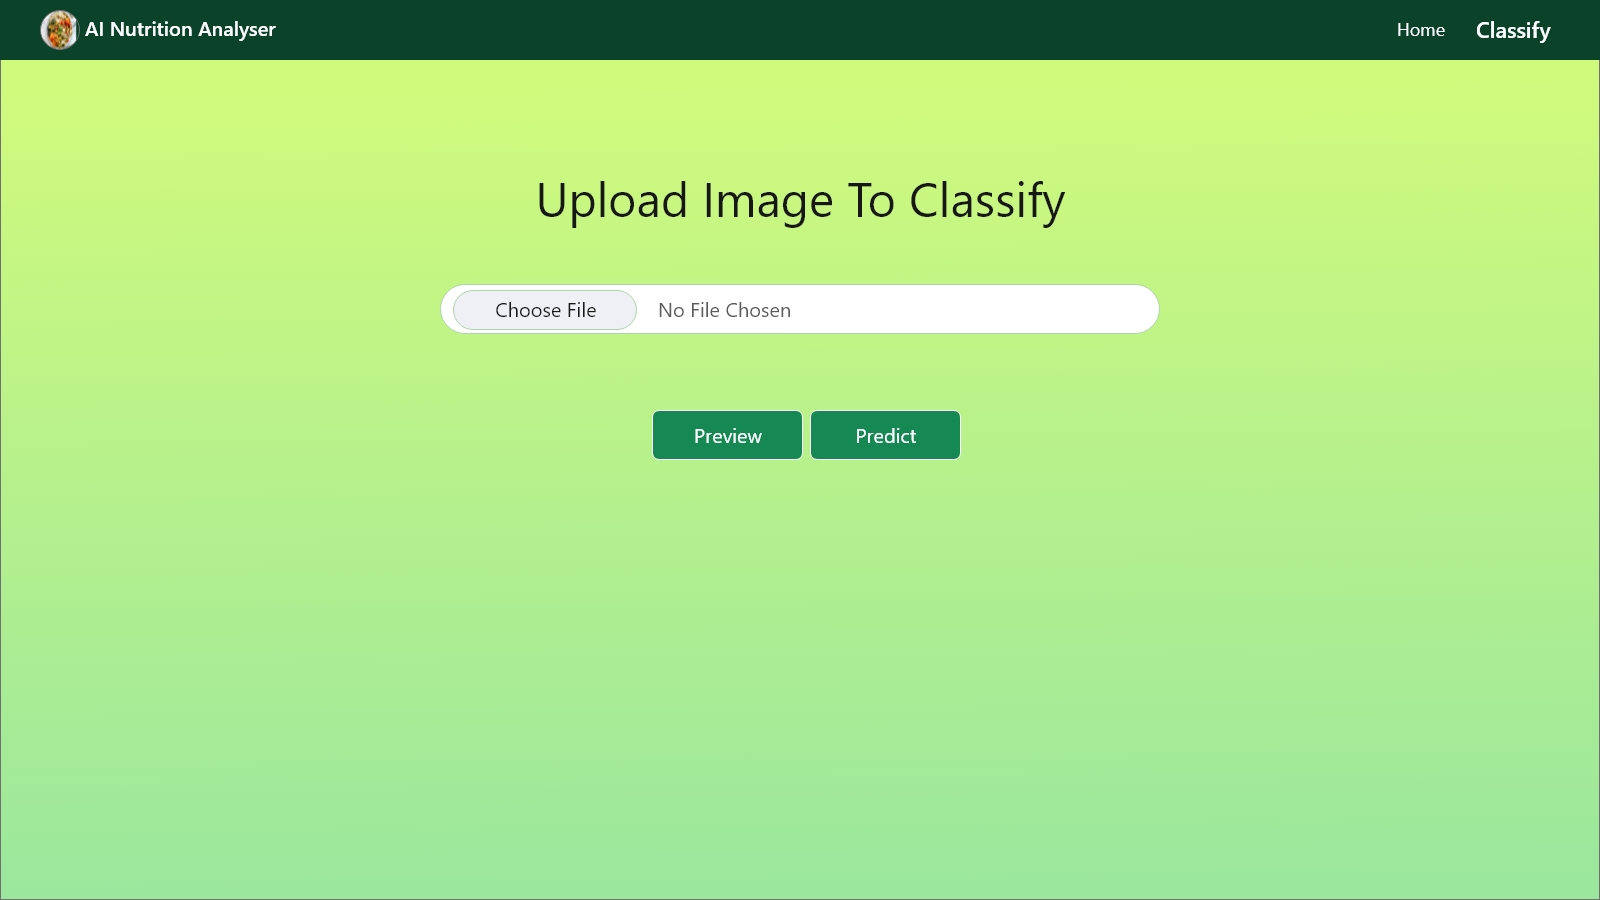 AI Nutrition Analyser
Home Classify
Upload Image To Classify
Choose File No File Chosen
Preview Predict